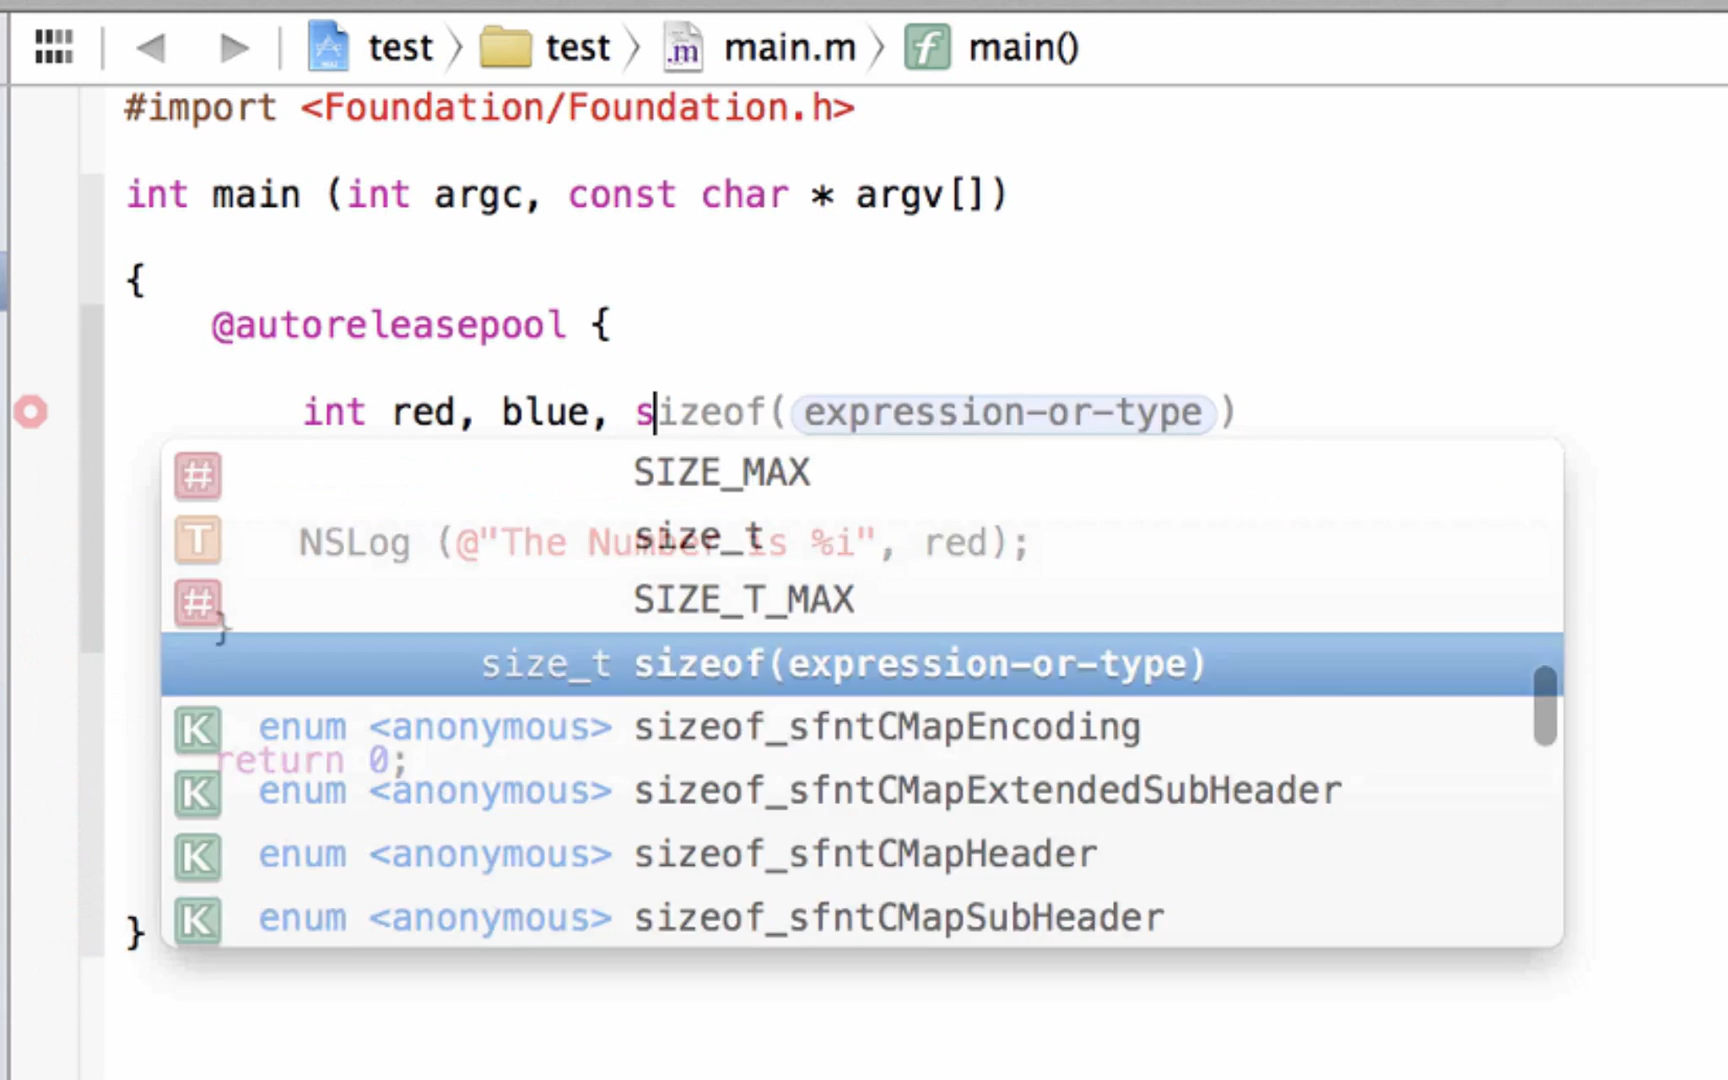 test test main.m main()
#import <Foundation/Foundation.h>
int main (int argc, const char * argv[])
{
@autoreleasepool {
int red, blue, sizeof(expression-or-type)
# SIZE_MAX
T size_t
NSLog (@"The Number is %i", red);
# SIZE_T_MAX
}
size_t sizeof(expression-or-type)
K enum <anonymous> sizeof_sfntCMapEncoding
return 0;
K enum <anonymous> sizeof_sfntCMapExtendedSubHeader
K enum <anonymous> sizeof_sfntCMapHeader
K enum <anonymous> sizeof_sfntCMapSubHeader
}